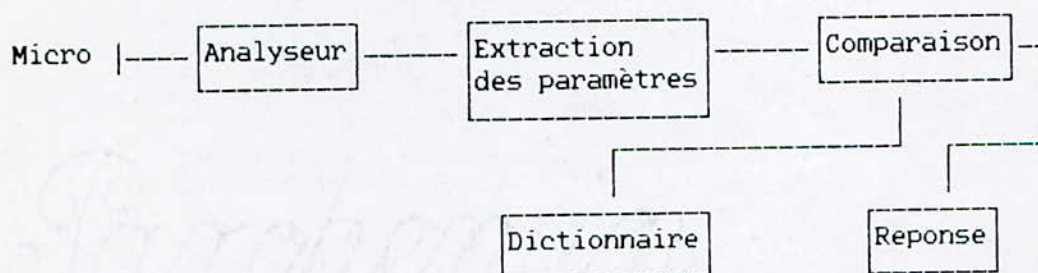 Micro Analyseur Extraction Comparaison
des paramètres
Dictionnaire Reponse